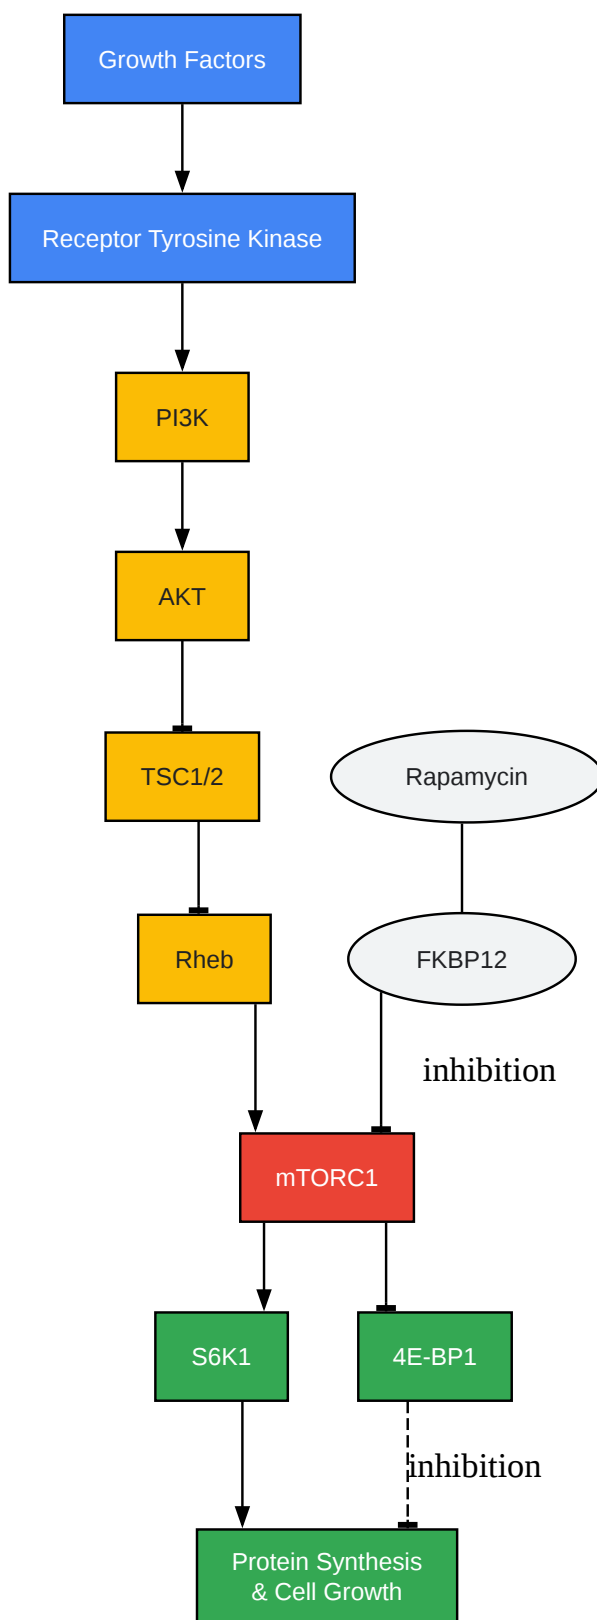 Growth Factors
Receptor Tyrosine Kinase
PI3K
AKT
TSC1/2
Rapamycin
Rheb
FKBP12
inhibition
mTORC1
S6K1
4E-BP1
inhibition
Protein Synthesis
& Cell Growth